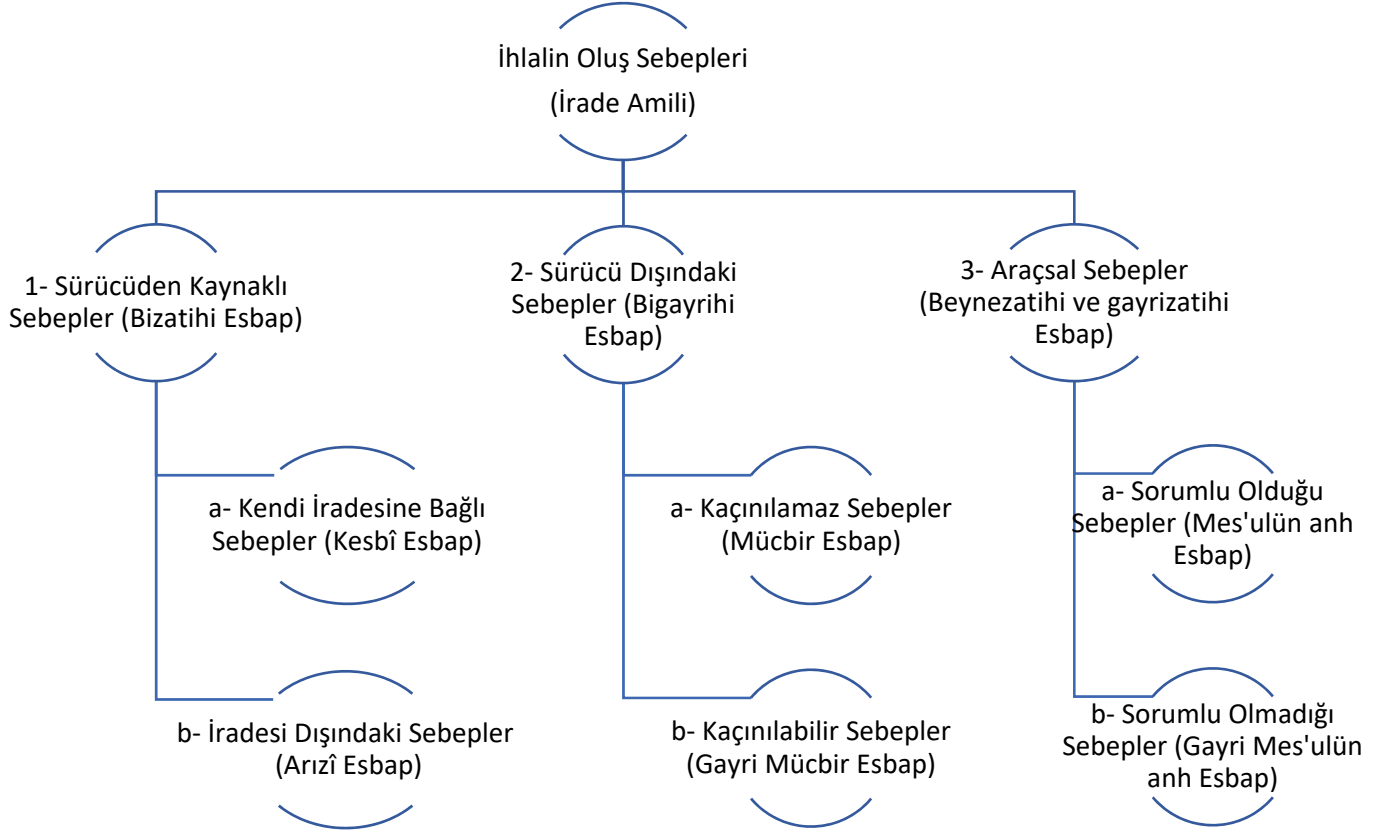 İhlalin Oluş Sebepleri
(İrade Amili)
1- Sürücüden Kaynaklı
Sebepler (Bizatihi Esbap)
a- Kendi İradesine Bağlı
Sebepler (Kesbî Esbap)
b- İradesi Dışındaki Sebepler
(Arızî Esbap)
2- Sürücü Dışındaki
Sebepler (Bigayrihi
Esbap)
a- Kaçınılamaz Sebepler
(Mücbir Esbap)
b- Kaçınılabilir Sebepler
(Gayri Mücbir Esbap)
3- Araçsal Sebepler
(Beynezatihi ve gayrizatihi
Esbap)
a- Sorumlu Olduğu
Sebepler (Mes'ulün anh
Esbap)
b- Sorumlu Olmadığı
Sebepler (Gayri Mes'ulün
anh Esbap)